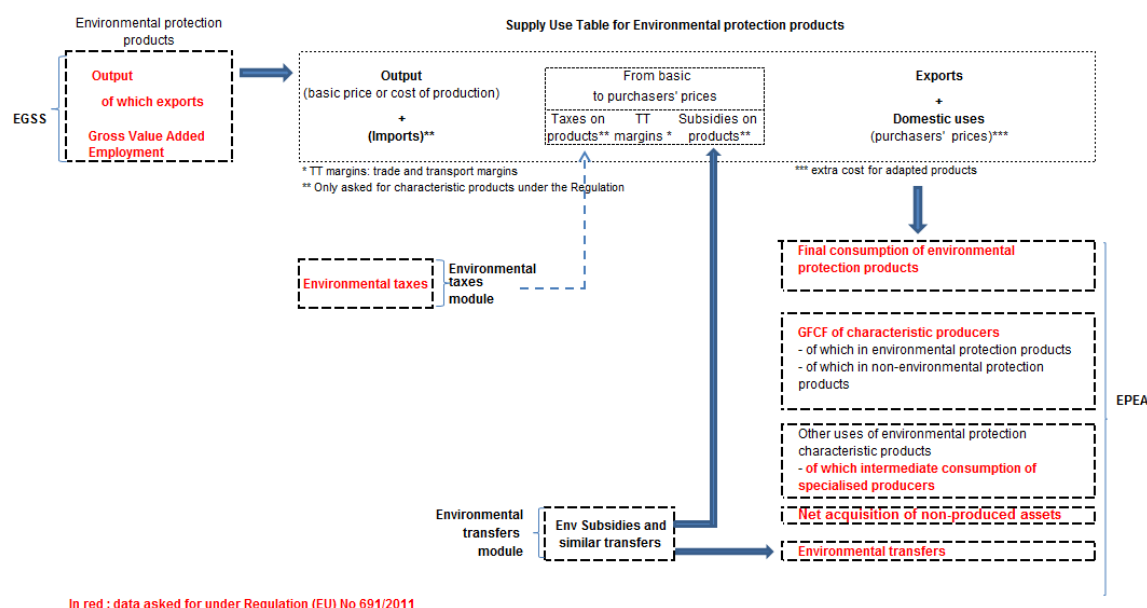 Environmental protection
products
Supply Use Table for Environmental protection products
EGSS
Output
of which exports
Gross Value Added
Employment
Output
(basic price or cost of production)
+
(Imports)**
From basic
to purchasers' prices
Taxes on
products**
TT
margins *
Subsidies on
products**
Exports
+
Domestic uses
(purchasers' prices)***
* TT margins: trade and transport margins
** Only asked for characteristic products under the Regulation
*** extra cost for adapted products
Environmental taxes
Environmental
taxes
module
Final consumption of environmental
protection products
GFCF of characteristic producers
- of which in environmental protection products
- of which in non-environmental protection
products
EPEA
Other uses of environmental protection
characteristic products
- of which intermediate consumption of
specialised producers
Net acquisition of non-produced assets
Environmental transfers
Environmental
transfers
module
Env Subsidies and
similar transfers
In red : data asked for under Regulation (EU) No 691/2011